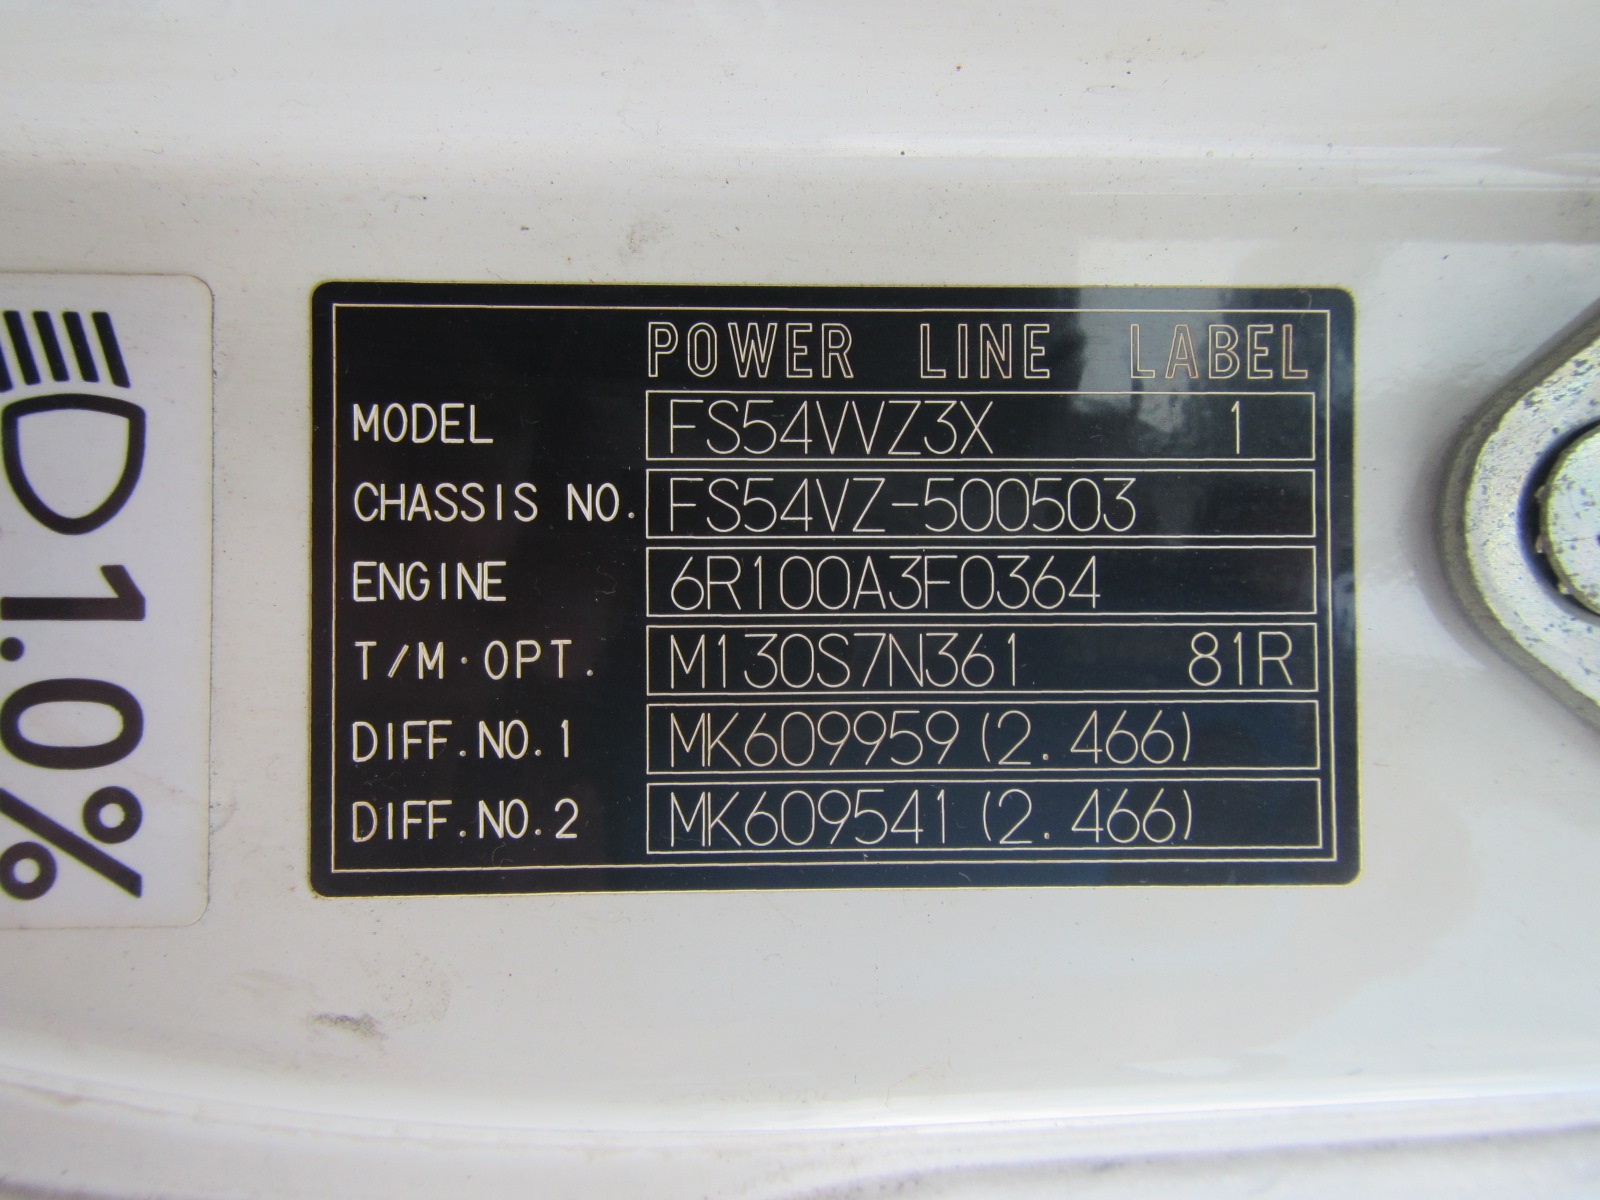 POWER LINE LABEL
MODEL FS54VVZ3X 1
CHASSIS NO. FS54VZ-500503
ENGINE 6R100A3F0364
T/M·OPT. M130S7N361 81R
DIFF.NO.1 MK609959 (2.466)
DIFF.NO.2 MK609541 (2.466)
1.0%